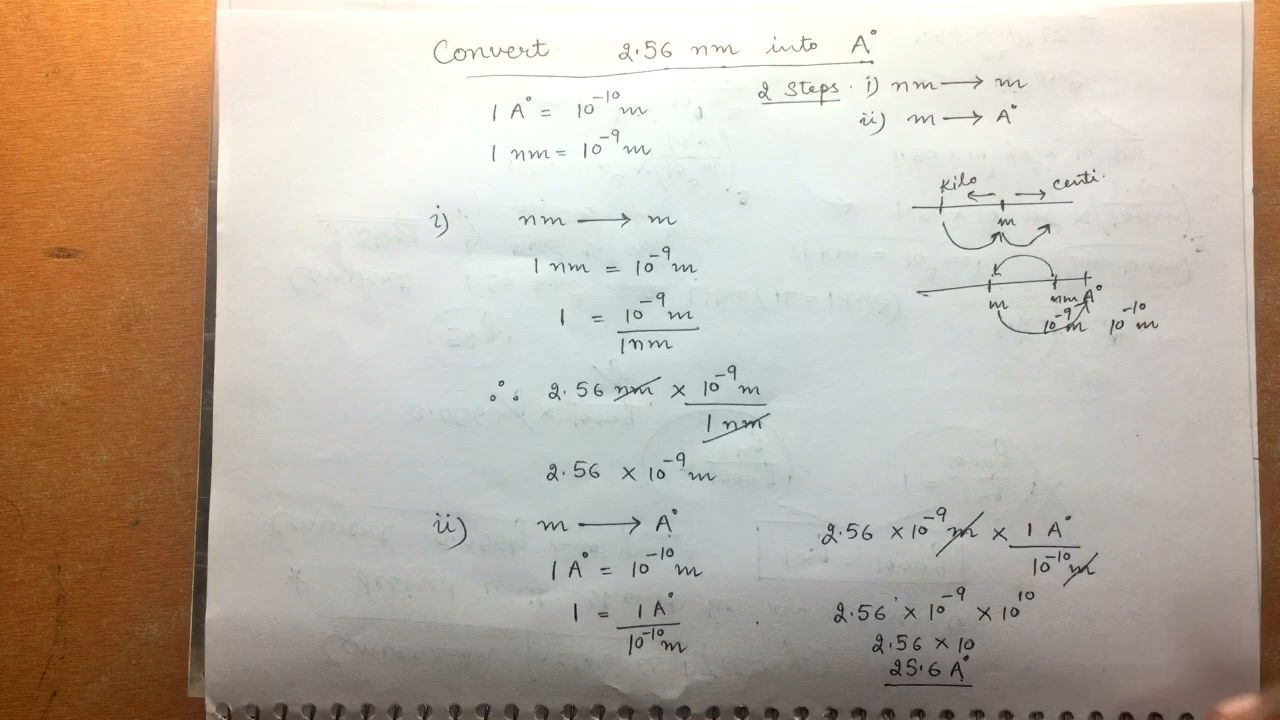 Convert 2.56 nm into A°
2 Steps. i) nm → m
ii) m → A°
1 A° = 10⁻¹⁰ m
1 nm = 10⁻⁹ m
Kilo ← → centi.
m
m nm A°
10⁻⁹ m 10⁻¹⁰ m
i) nm → m
1 nm = 10⁻⁹ m
1 = 10⁻⁹ m
1 nm
∴ 2.56 nm × 10⁻⁹ m
1 nm
2.56 × 10⁻⁹ m
ii) m → A°
1 A° = 10⁻¹⁰ m
1 = 1 A°
10⁻¹⁰ m
2.56 × 10⁻⁹ m × 1 A°
10⁻¹⁰ m
2.56 × 10⁻⁹ × 10¹⁰
2.56 × 10
25.6 A°